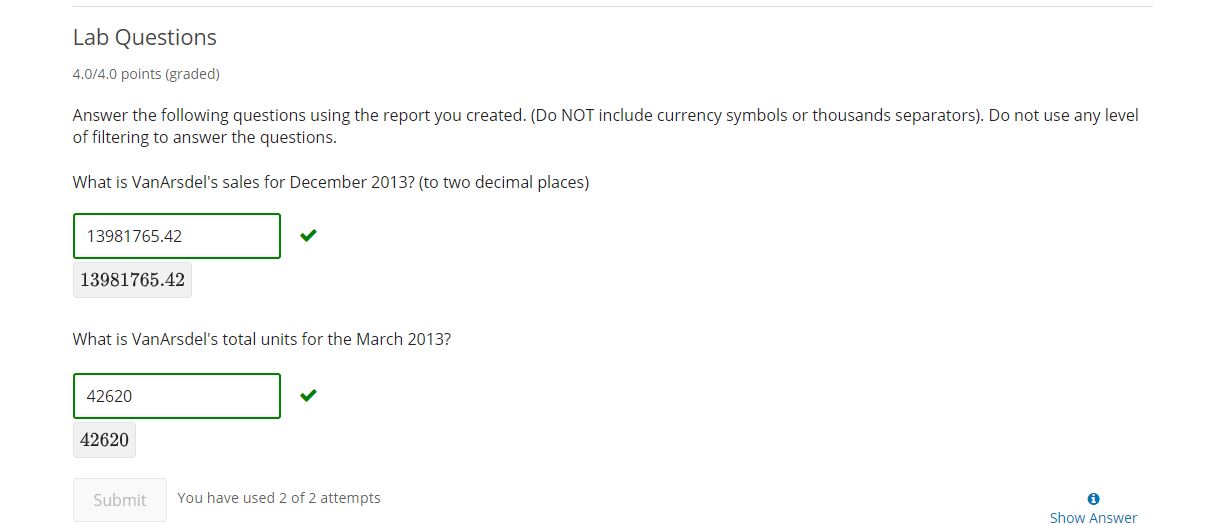 Lab Questions
4.0/4.0 points (graded)
Answer the following questions using the report you created. (Do NOT include currency symbols or thousands separators). Do not use any level
of filtering to answer the questions.
What is VanArsdel's sales for December 2013? (to two decimal places)
13981765.42
13981765.42
What is VanArsdel's total units for the March 2013?
42620
42620
Submit You have used 2 of 2 attempts
Show Answer